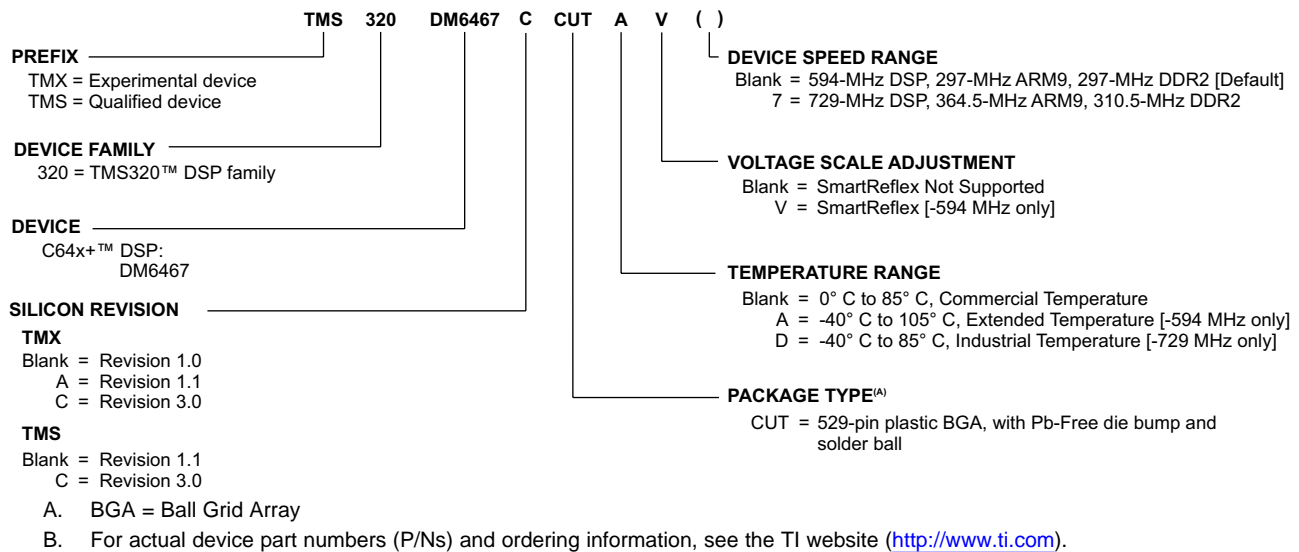 TMS 320 DM6467 C CUT A V ( )
PREFIX
TMX = Experimental device
TMS = Qualified device
DEVICE FAMILY
320 = TMS320™ DSP family
DEVICE
C64x+™ DSP:
DM6467
SILICON REVISION
TMX
Blank = Revision 1.0
A = Revision 1.1
C = Revision 3.0
TMS
Blank = Revision 1.1
C = Revision 3.0
DEVICE SPEED RANGE
Blank = 594-MHz DSP, 297-MHz ARM9, 297-MHz DDR2 [Default]
7 = 729-MHz DSP, 364.5-MHz ARM9, 310.5-MHz DDR2
VOLTAGE SCALE ADJUSTMENT
Blank = SmartReflex Not Supported
V = SmartReflex [-594 MHz only]
TEMPERATURE RANGE
Blank = 0° C to 85° C, Commercial Temperature
A = -40° C to 105° C, Extended Temperature [-594 MHz only]
D = -40° C to 85° C, Industrial Temperature [-729 MHz only]
PACKAGE TYPE(A)
CUT = 529-pin plastic BGA, with Pb-Free die bump and
solder ball
A. BGA = Ball Grid Array
B. For actual device part numbers (P/Ns) and ordering information, see the TI website (http://www.ti.com).